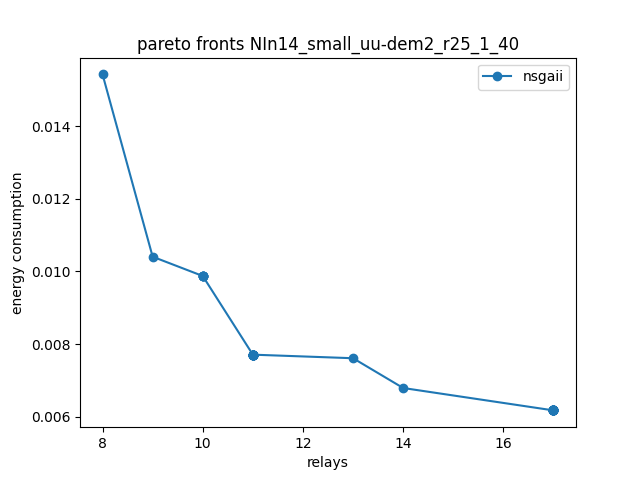 pareto fronts NIn14_small_uu-dem2_r25_1_40
nsgaii
0.014
0.012
0.010
0.008
0.006
energy consumption
8 10 12 14 16
relays